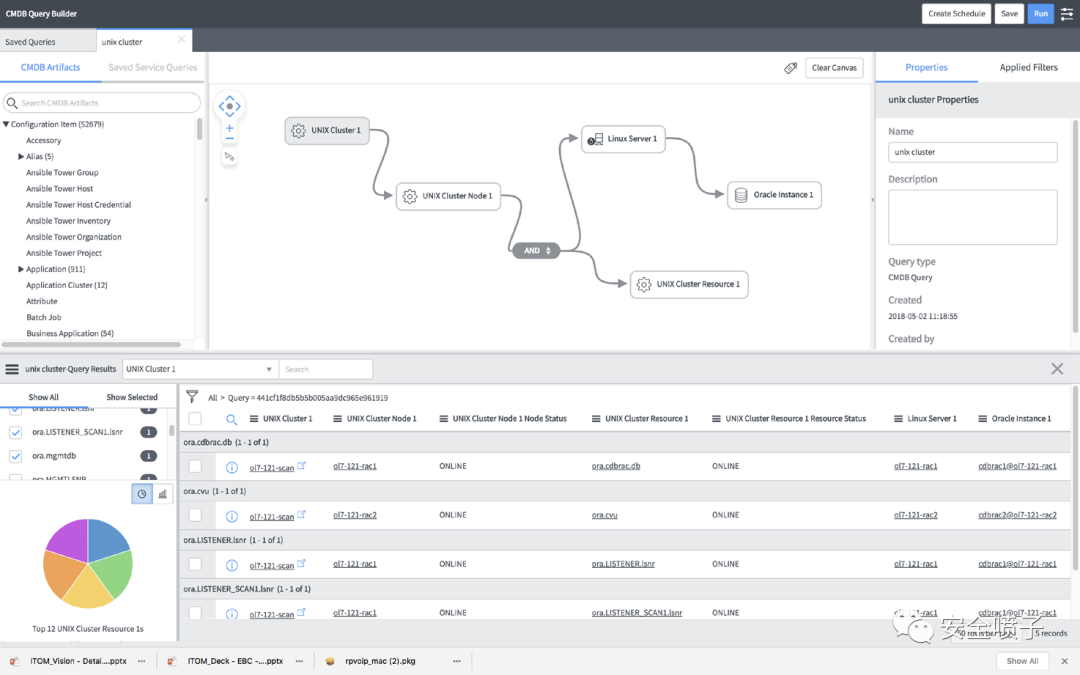 CMDB Query Builder
Create Schedule Save Run
Saved Queries unix cluster
CMDB Artifacts Saved Service Queries
Clear Canvas
Properties Applied Filters
Search CMDB Artifacts
Configuration Item (52879)
Accessory
Alias (5)
Ansible Tower Group
Ansible Tower Host
Ansible Tower Host Credential
Ansible Tower Inventory
Ansible Tower Organization
Ansible Tower Project
Application (911)
Application Cluster (12)
Attribute
Batch Job
Business Application (54)
UNIX Cluster 1
UNIX Cluster Node 1
AND
Linux Server 1
Oracle Instance 1
UNIX Cluster Resource 1
unix cluster Properties
Name
unix cluster
Description
Query type
CMDB Query
Created
2018-05-02 11:18:55
Created by
unix cluster-Query Results UNIX Cluster 1 Search
Show All Show Selected
ora.LISTENER.lsnr 1
ora.LISTENER_SCAN1.lsnr 1
ora.mgmtdb 1
ora.MGMTLSNR 1
Top 12 UNIX Cluster Resource 1s
All > Query = 441cf1f8db5b5b005aa9dc965e961919
UNIX Cluster 1 UNIX Cluster Node 1 UNIX Cluster Node 1 Node Status UNIX Cluster Resource 1 UNIX Cluster Resource 1 Resource Status Linux Server 1 Oracle Instance 1
ora.cdbrac.db (1 - 1 of 1)
ol7-121-scan ol7-121-rac1 ONLINE ora.cdbrac.db ONLINE ol7-121-rac1 cdbrac1@ol7-121-rac1
ora.cvu (1 - 1 of 1)
ol7-121-scan ol7-121-rac2 ONLINE ora.cvu ONLINE ol7-121-rac2 cdbrac2@ol7-121-rac2
ora.LISTENER.lsnr (1 - 1 of 1)
ol7-121-scan ol7-121-rac1 ONLINE ora.LISTENER.lsnr ONLINE ol7-121-rac1 cdbrac1@ol7-121-rac1
ora.LISTENER_SCAN1.lsnr (1 - 1 of 1)
ol7-121-scan ol7-121-rac1 ONLINE ora.LISTENER_SCAN1.lsnr ONLINE ol7-121-rac1 cdbrac1@ol7-121-rac1
rows per 5 records
安全喷子
ITOM_Vision - Detai....pptx ITOM_Deck - EBC -....pptx rpvoip_mac (2).pkg Show All